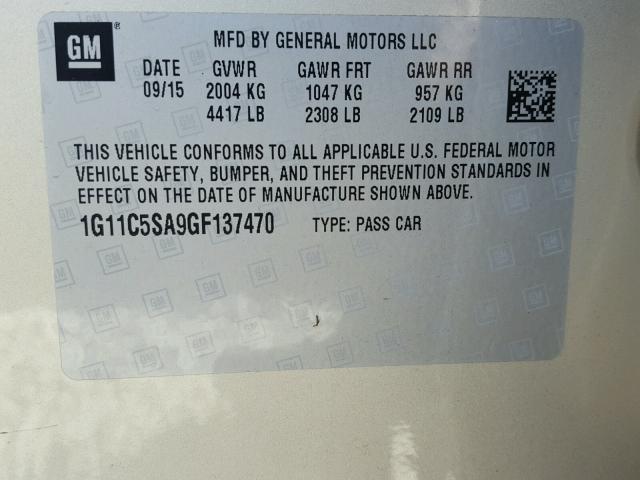 GM
MFD BY GENERAL MOTORS LLC
DATE GVWR GAWR FRT GAWR RR
09/15 2004 KG 1047 KG 957 KG
4417 LB 2308 LB 2109 LB
THIS VEHICLE CONFORMS TO ALL APPLICABLE U.S. FEDERAL MOTOR
VEHICLE SAFETY, BUMPER, AND THEFT PREVENTION STANDARDS IN
EFFECT ON THE DATE OF MANUFACTURE SHOWN ABOVE.
1G11C5SA9GF137470 TYPE: PASS CAR